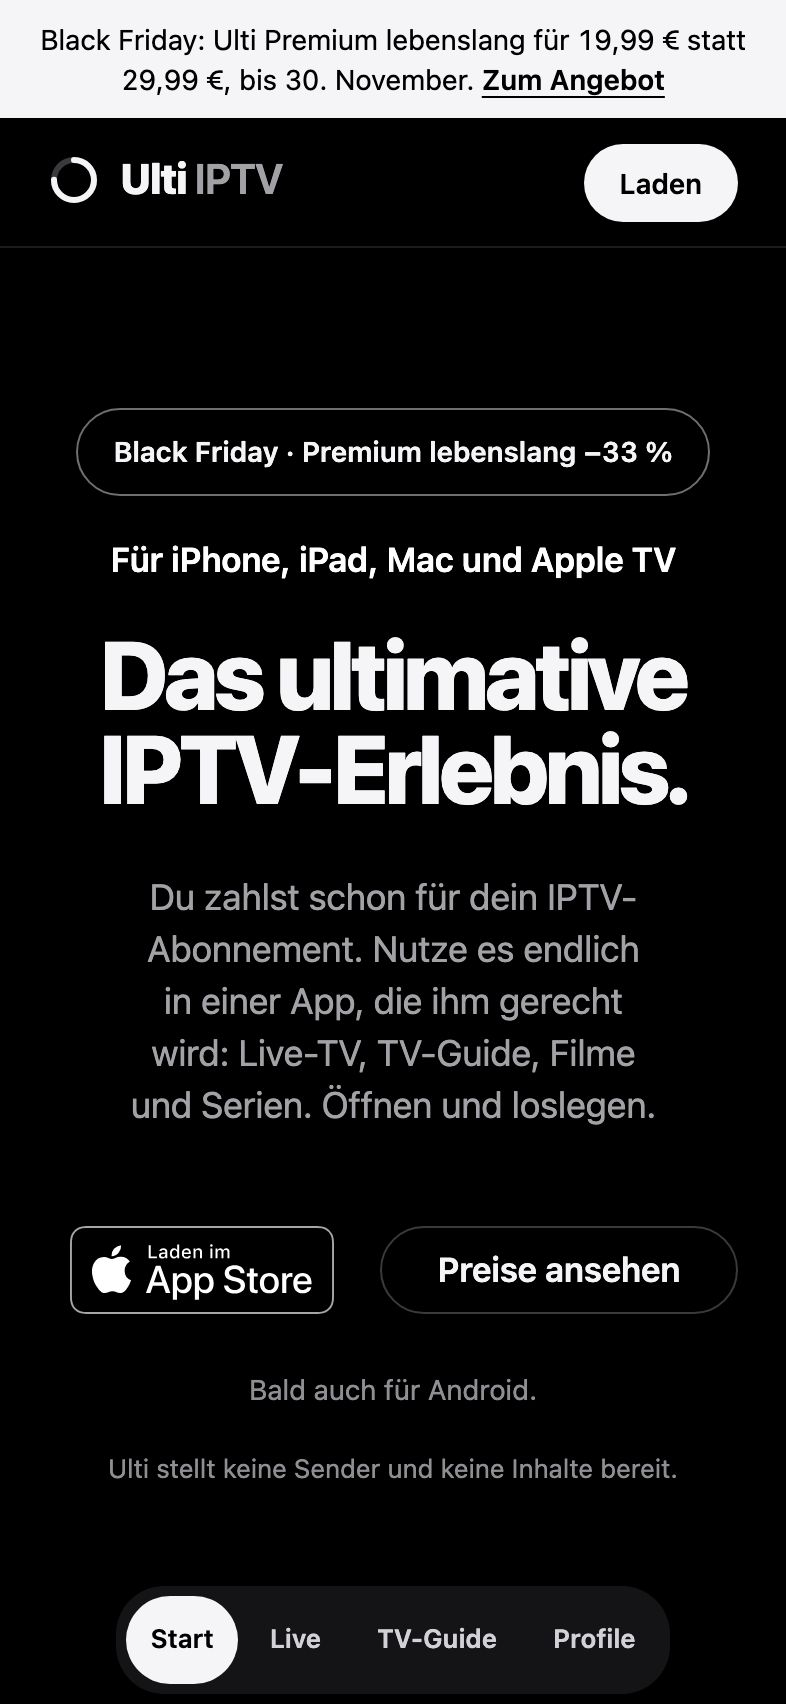 Black Friday: Ulti Premium lebenslang für 19,99 € statt
29,99 €, bis 30. November. Zum Angebot
Ulti IPTV
Laden
Black Friday · Premium lebenslang –33 %
Für iPhone, iPad, Mac und Apple TV
Das ultimative
IPTV-Erlebnis.
Du zahlst schon für dein IPTV-
Abonnement. Nutze es endlich
in einer App, die ihm gerecht
wird: Live-TV, TV-Guide, Filme
und Serien. Öffnen und loslegen.
Laden im
App Store
Preise ansehen
Bald auch für Android.
Ulti stellt keine Sender und keine Inhalte bereit.
Start Live TV-Guide Profile